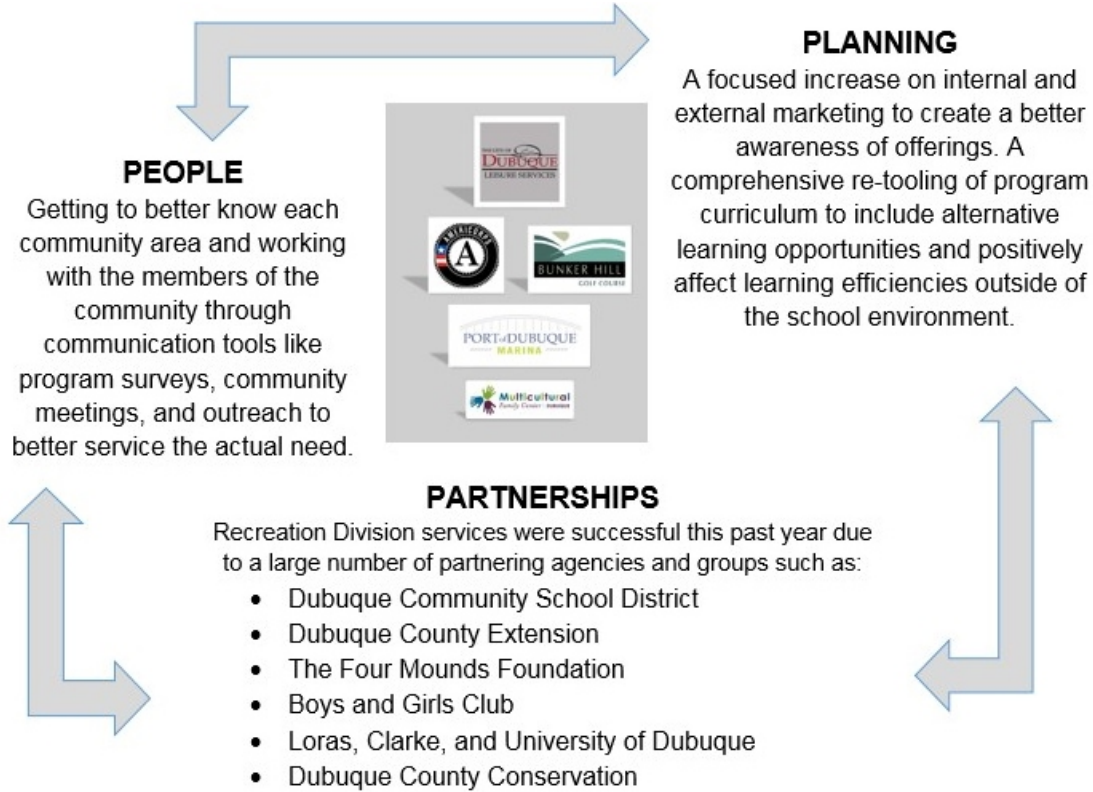 PEOPLE
Getting to better know each
community area and working
with the members of the
community through
communication tools like
program surveys, community
meetings, and outreach to
better service the actual need.
DUBUQUE
LEISURE SERVICES
AMERICORPS
A
BUNKER HILL
GOLF COURSE
PORT of DUBUQUE
MARINA
Multicultural
Family Center
PLANNING
A focused increase on internal and
external marketing to create a better
awareness of offerings. A
comprehensive re-tooling of program
curriculum to include alternative
learning opportunities and positively
affect learning efficiencies outside of
the school environment.
PARTNERSHIPS
Recreation Division services were successful this past year due
to a large number of partnering agencies and groups such as:
• Dubuque Community School District
• Dubuque County Extension
• The Four Mounds Foundation
• Boys and Girls Club
• Loras, Clarke, and University of Dubuque
• Dubuque County Conservation